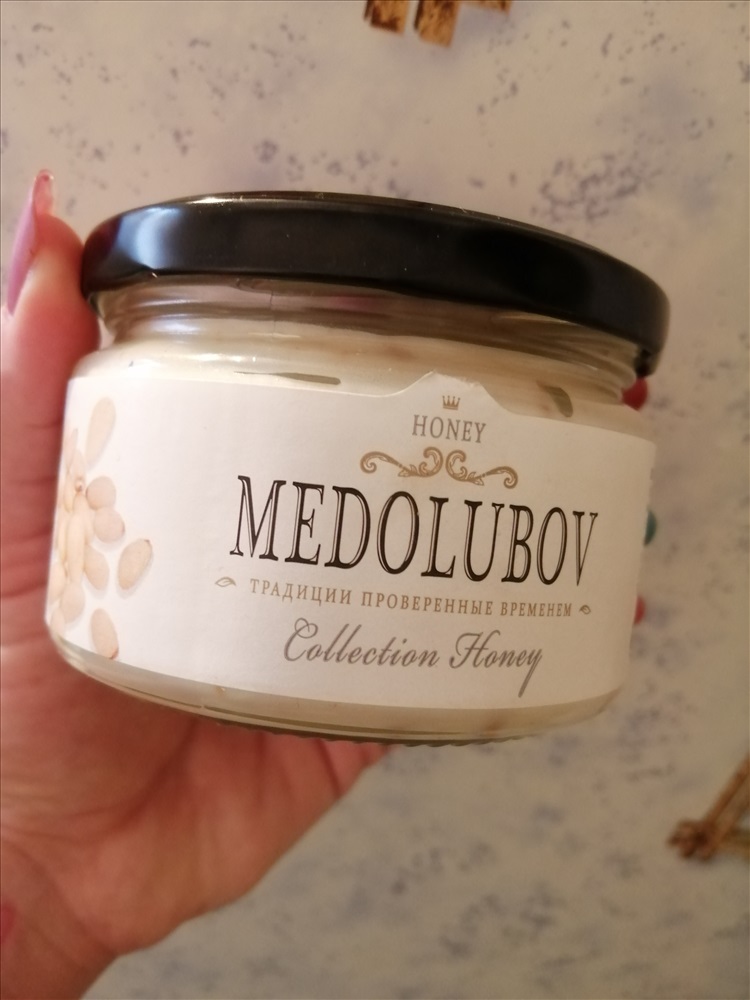 HONEY
MEDOLUBOV
ТРАДИЦИИ ПРОВЕРЕННЫЕ ВРЕМЕНЕМ
Collection Honey